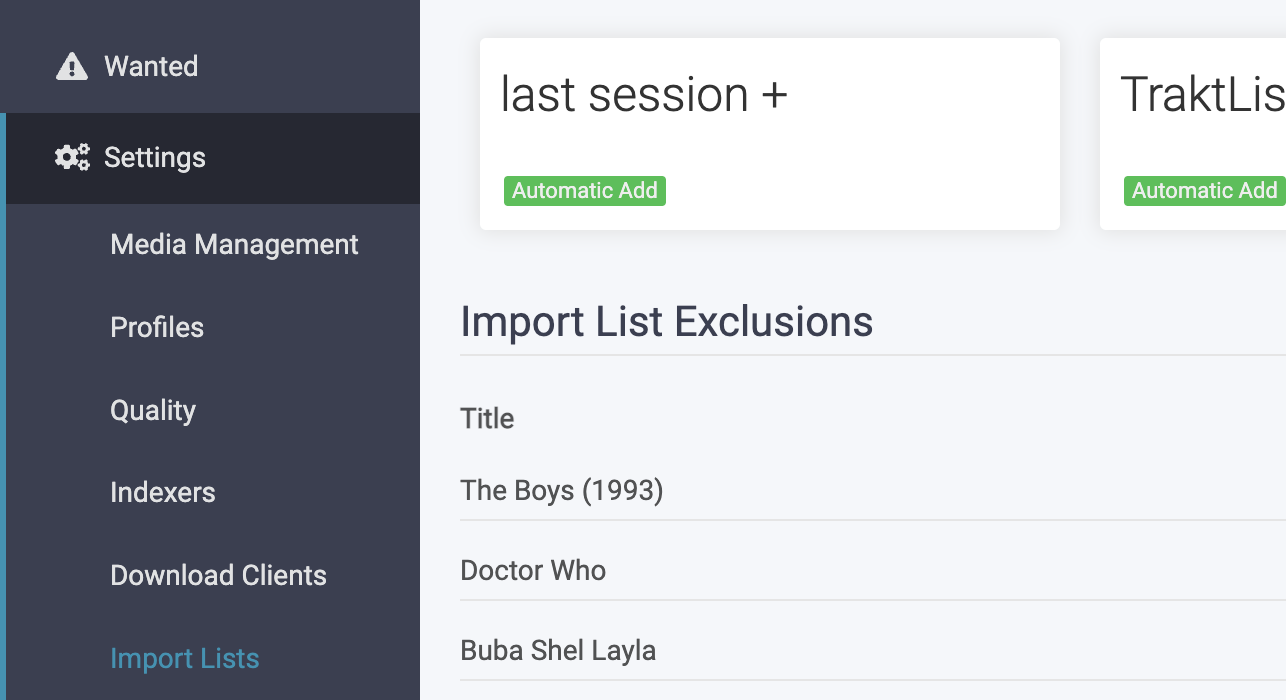 Wanted
Settings
Media Management
Profiles
Quality
Indexers
Download Clients
Import Lists
last session +
Automatic Add
TraktLis
Automatic Add
Import List Exclusions
Title
The Boys (1993)
Doctor Who
Buba Shel Layla